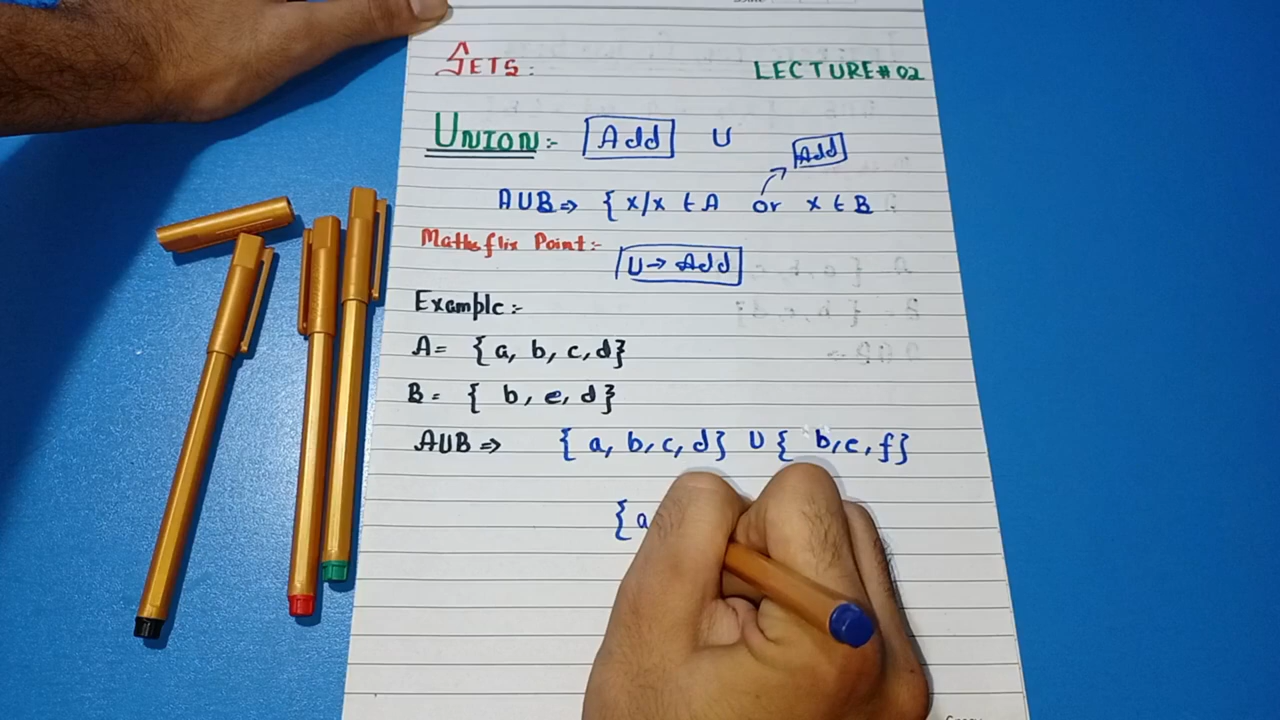 SETS: LECTURE# 02
UNION:- Add U
Add
AUB⇒ {x/x ∈ A or x ∈ B
Mathsflix Point:-
U→ Add
Example:-
A= {a, b, c, d}
B= { b, e, d}
AUB⇒ {a, b, c, d} U { b, e, f}
{a